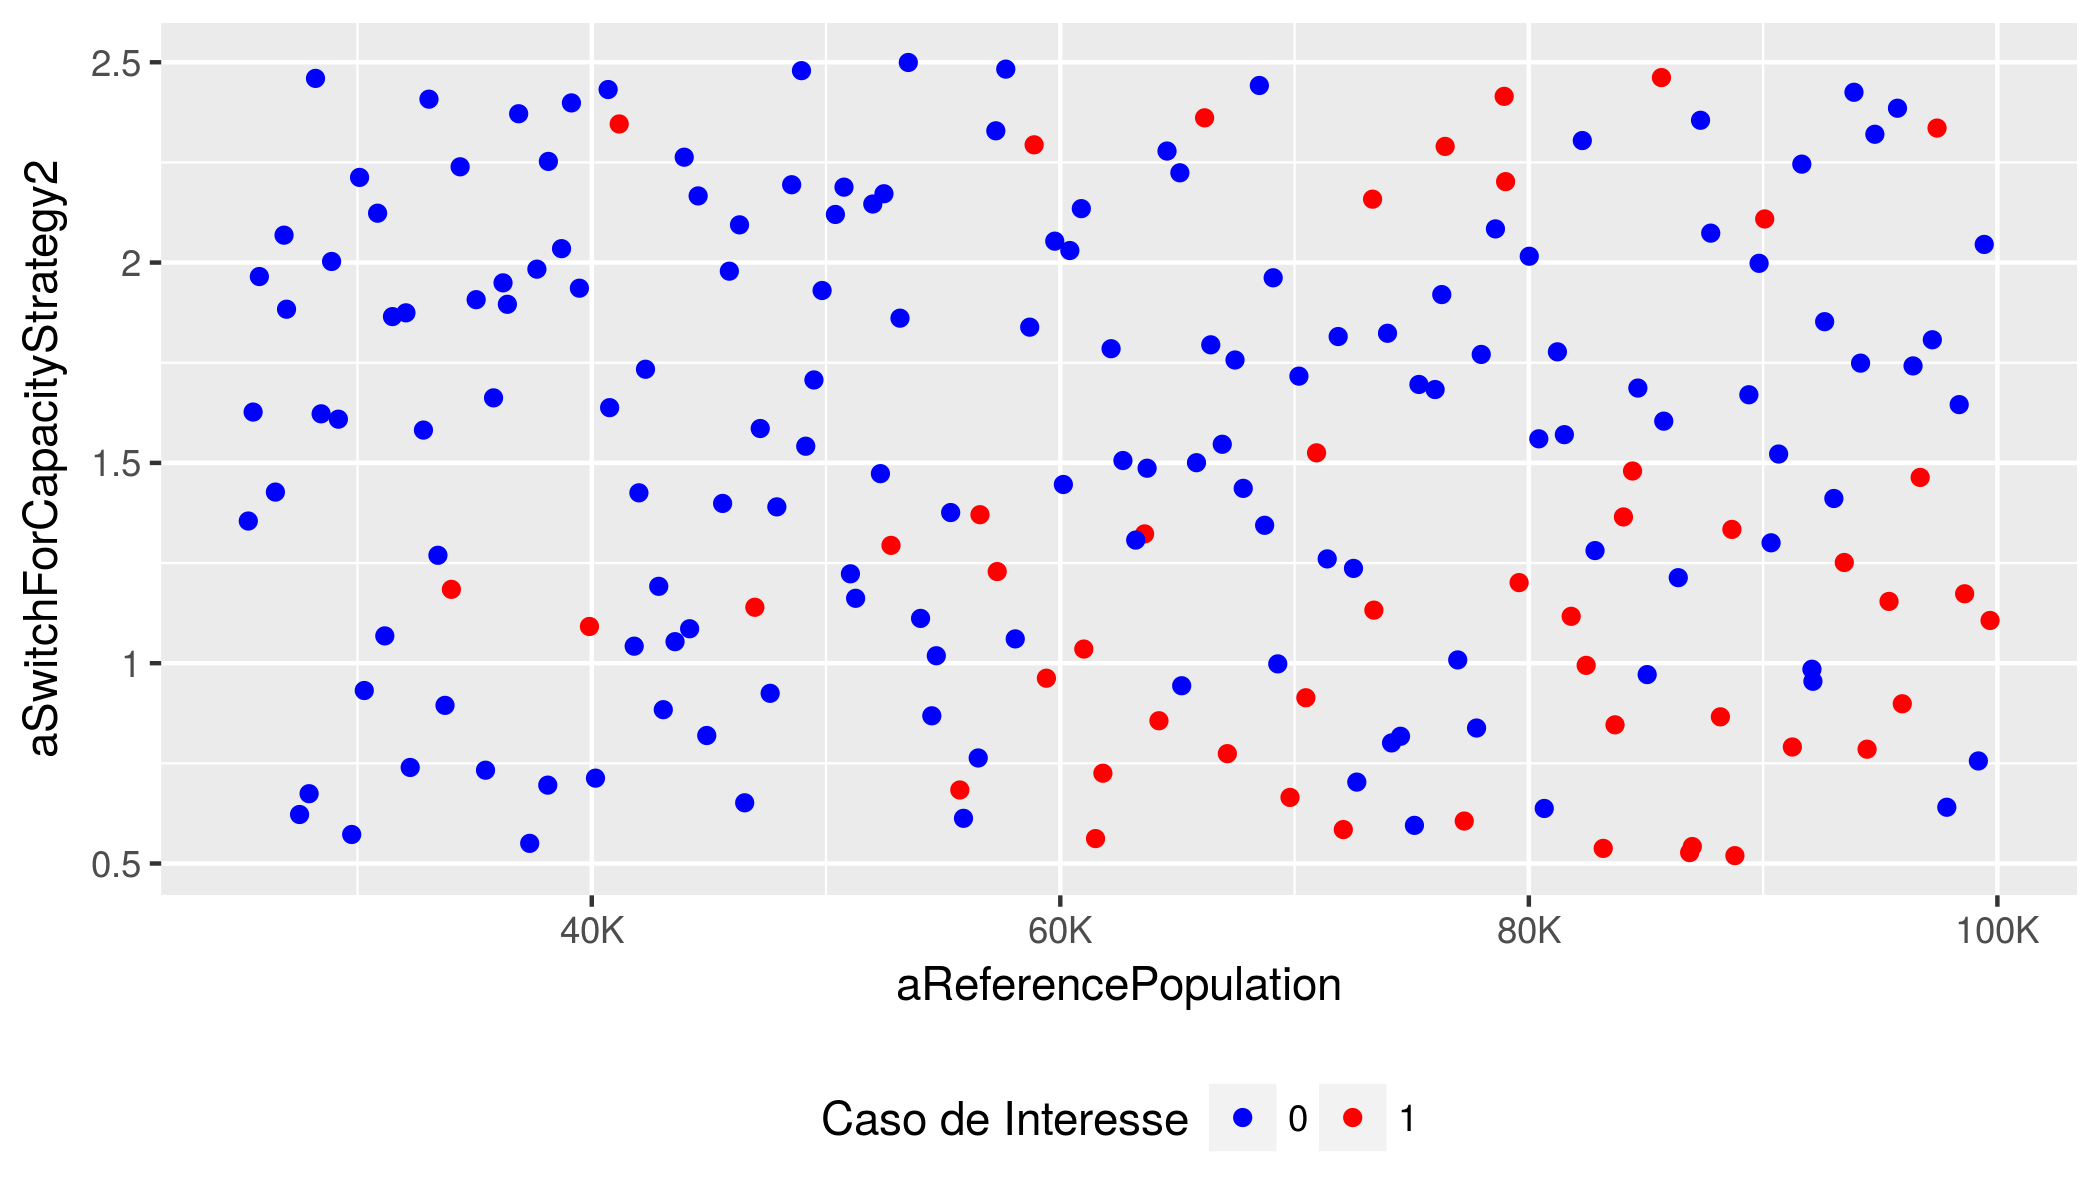 aSwitchForCapacityStrategy2
2.5
2
1.5
1
0.5
40K 60K 80K 100K
aReferencePopulation
Caso de Interesse 0 1